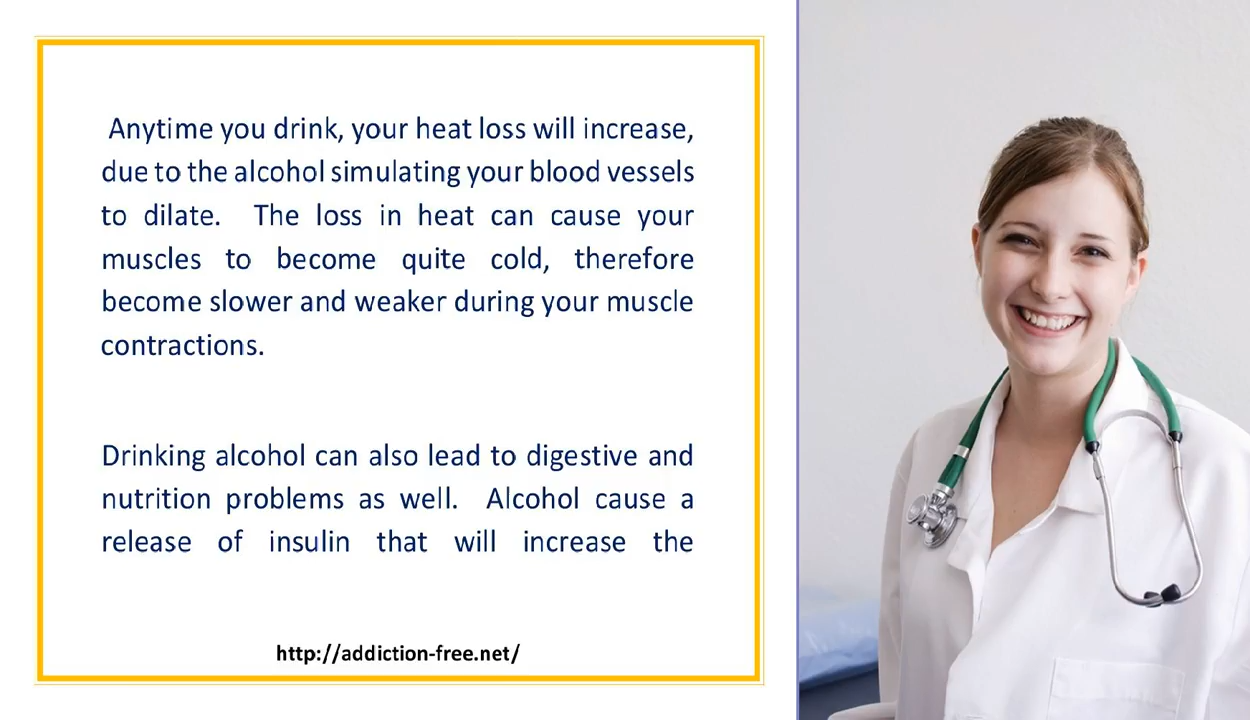 Anytime you drink, your heat loss will increase,
due to the alcohol simulating your blood vessels
to dilate. The loss in heat can cause your
muscles to become quite cold, therefore
become slower and weaker during your muscle
contractions.
Drinking alcohol can also lead to digestive and
nutrition problems as well. Alcohol cause a
release of insulin that will increase the
http://addiction-free.net/